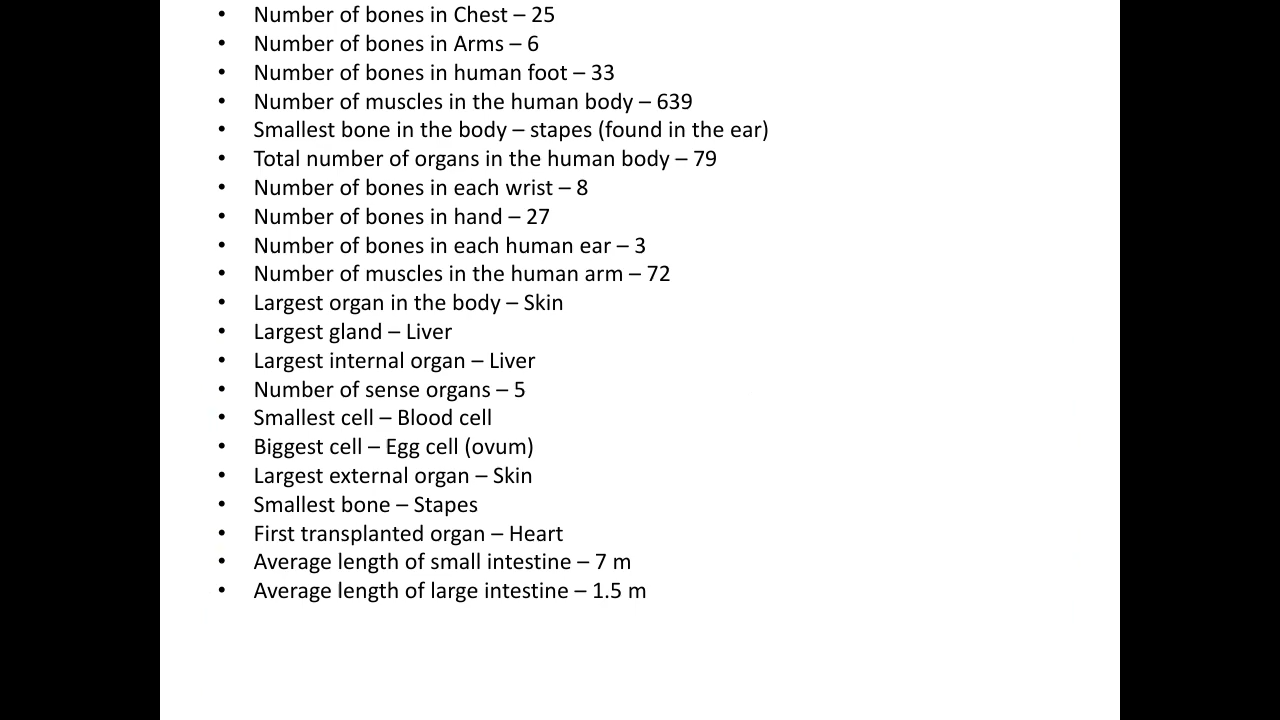 • Number of bones in Chest – 25
• Number of bones in Arms – 6
• Number of bones in human foot – 33
• Number of muscles in the human body – 639
• Smallest bone in the body – stapes (found in the ear)
• Total number of organs in the human body – 79
• Number of bones in each wrist – 8
• Number of bones in hand – 27
• Number of bones in each human ear – 3
• Number of muscles in the human arm – 72
• Largest organ in the body – Skin
• Largest gland – Liver
• Largest internal organ – Liver
• Number of sense organs – 5
• Smallest cell – Blood cell
• Biggest cell – Egg cell (ovum)
• Largest external organ – Skin
• Smallest bone – Stapes
• First transplanted organ – Heart
• Average length of small intestine – 7 m
• Average length of large intestine – 1.5 m